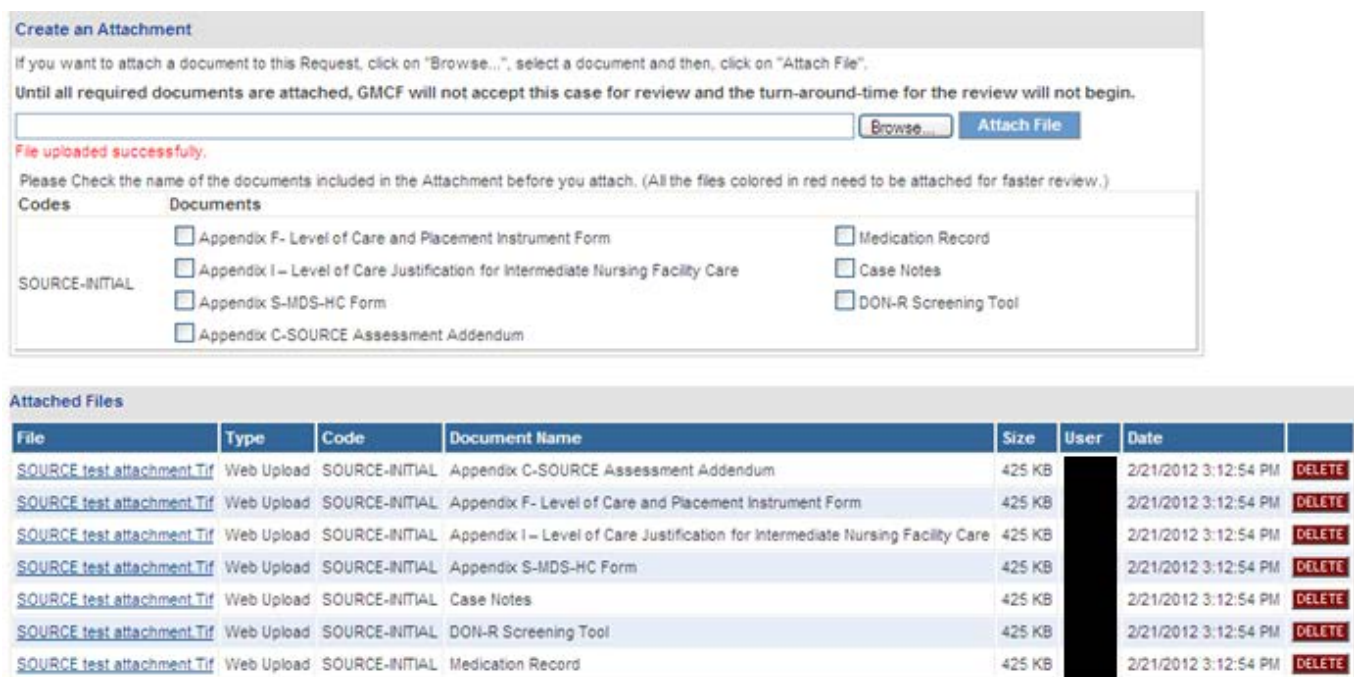 Create an Attachment
If you want to attach a document to this Request, click on "Browse...", select a document and then, click on "Attach File".
Until all required documents are attached, GMCF will not accept this case for review and the turn-around-time for the review will not begin.
Browse... Attach File
File uploaded successfully.
Please Check the name of the documents included in the Attachment before you attach. (All the files colored in red need to be attached for faster review.)
Codes Documents
Appendix F- Level of Care and Placement Instrument Form Medication Record
Appendix I – Level of Care Justification for Intermediate Nursing Facility Care Case Notes
SOURCE-INITIAL
Appendix S-MDS-HC Form DON-R Screening Tool
Appendix C-SOURCE Assessment Addendum
Attached Files
File Type Code Document Name Size User Date
SOURCE test attachment.Tif Web Upload SOURCE-INITIAL Appendix C-SOURCE Assessment Addendum 425 KB 2/21/2012 3:12:54 PM DELETE
SOURCE test attachment.Tif Web Upload SOURCE-INITIAL Appendix F- Level of Care and Placement Instrument Form 425 KB 2/21/2012 3:12:54 PM DELETE
SOURCE test attachment.Tif Web Upload SOURCE-INITIAL Appendix I – Level of Care Justification for Intermediate Nursing Facility Care 425 KB 2/21/2012 3:12:54 PM DELETE
SOURCE test attachment.Tif Web Upload SOURCE-INITIAL Appendix S-MDS-HC Form 425 KB 2/21/2012 3:12:54 PM DELETE
SOURCE test attachment.Tif Web Upload SOURCE-INITIAL Case Notes 425 KB 2/21/2012 3:12:54 PM DELETE
SOURCE test attachment.Tif Web Upload SOURCE-INITIAL DON-R Screening Tool 425 KB 2/21/2012 3:12:54 PM DELETE
SOURCE test attachment.Tif Web Upload SOURCE-INITIAL Medication Record 425 KB 2/21/2012 3:12:54 PM DELETE